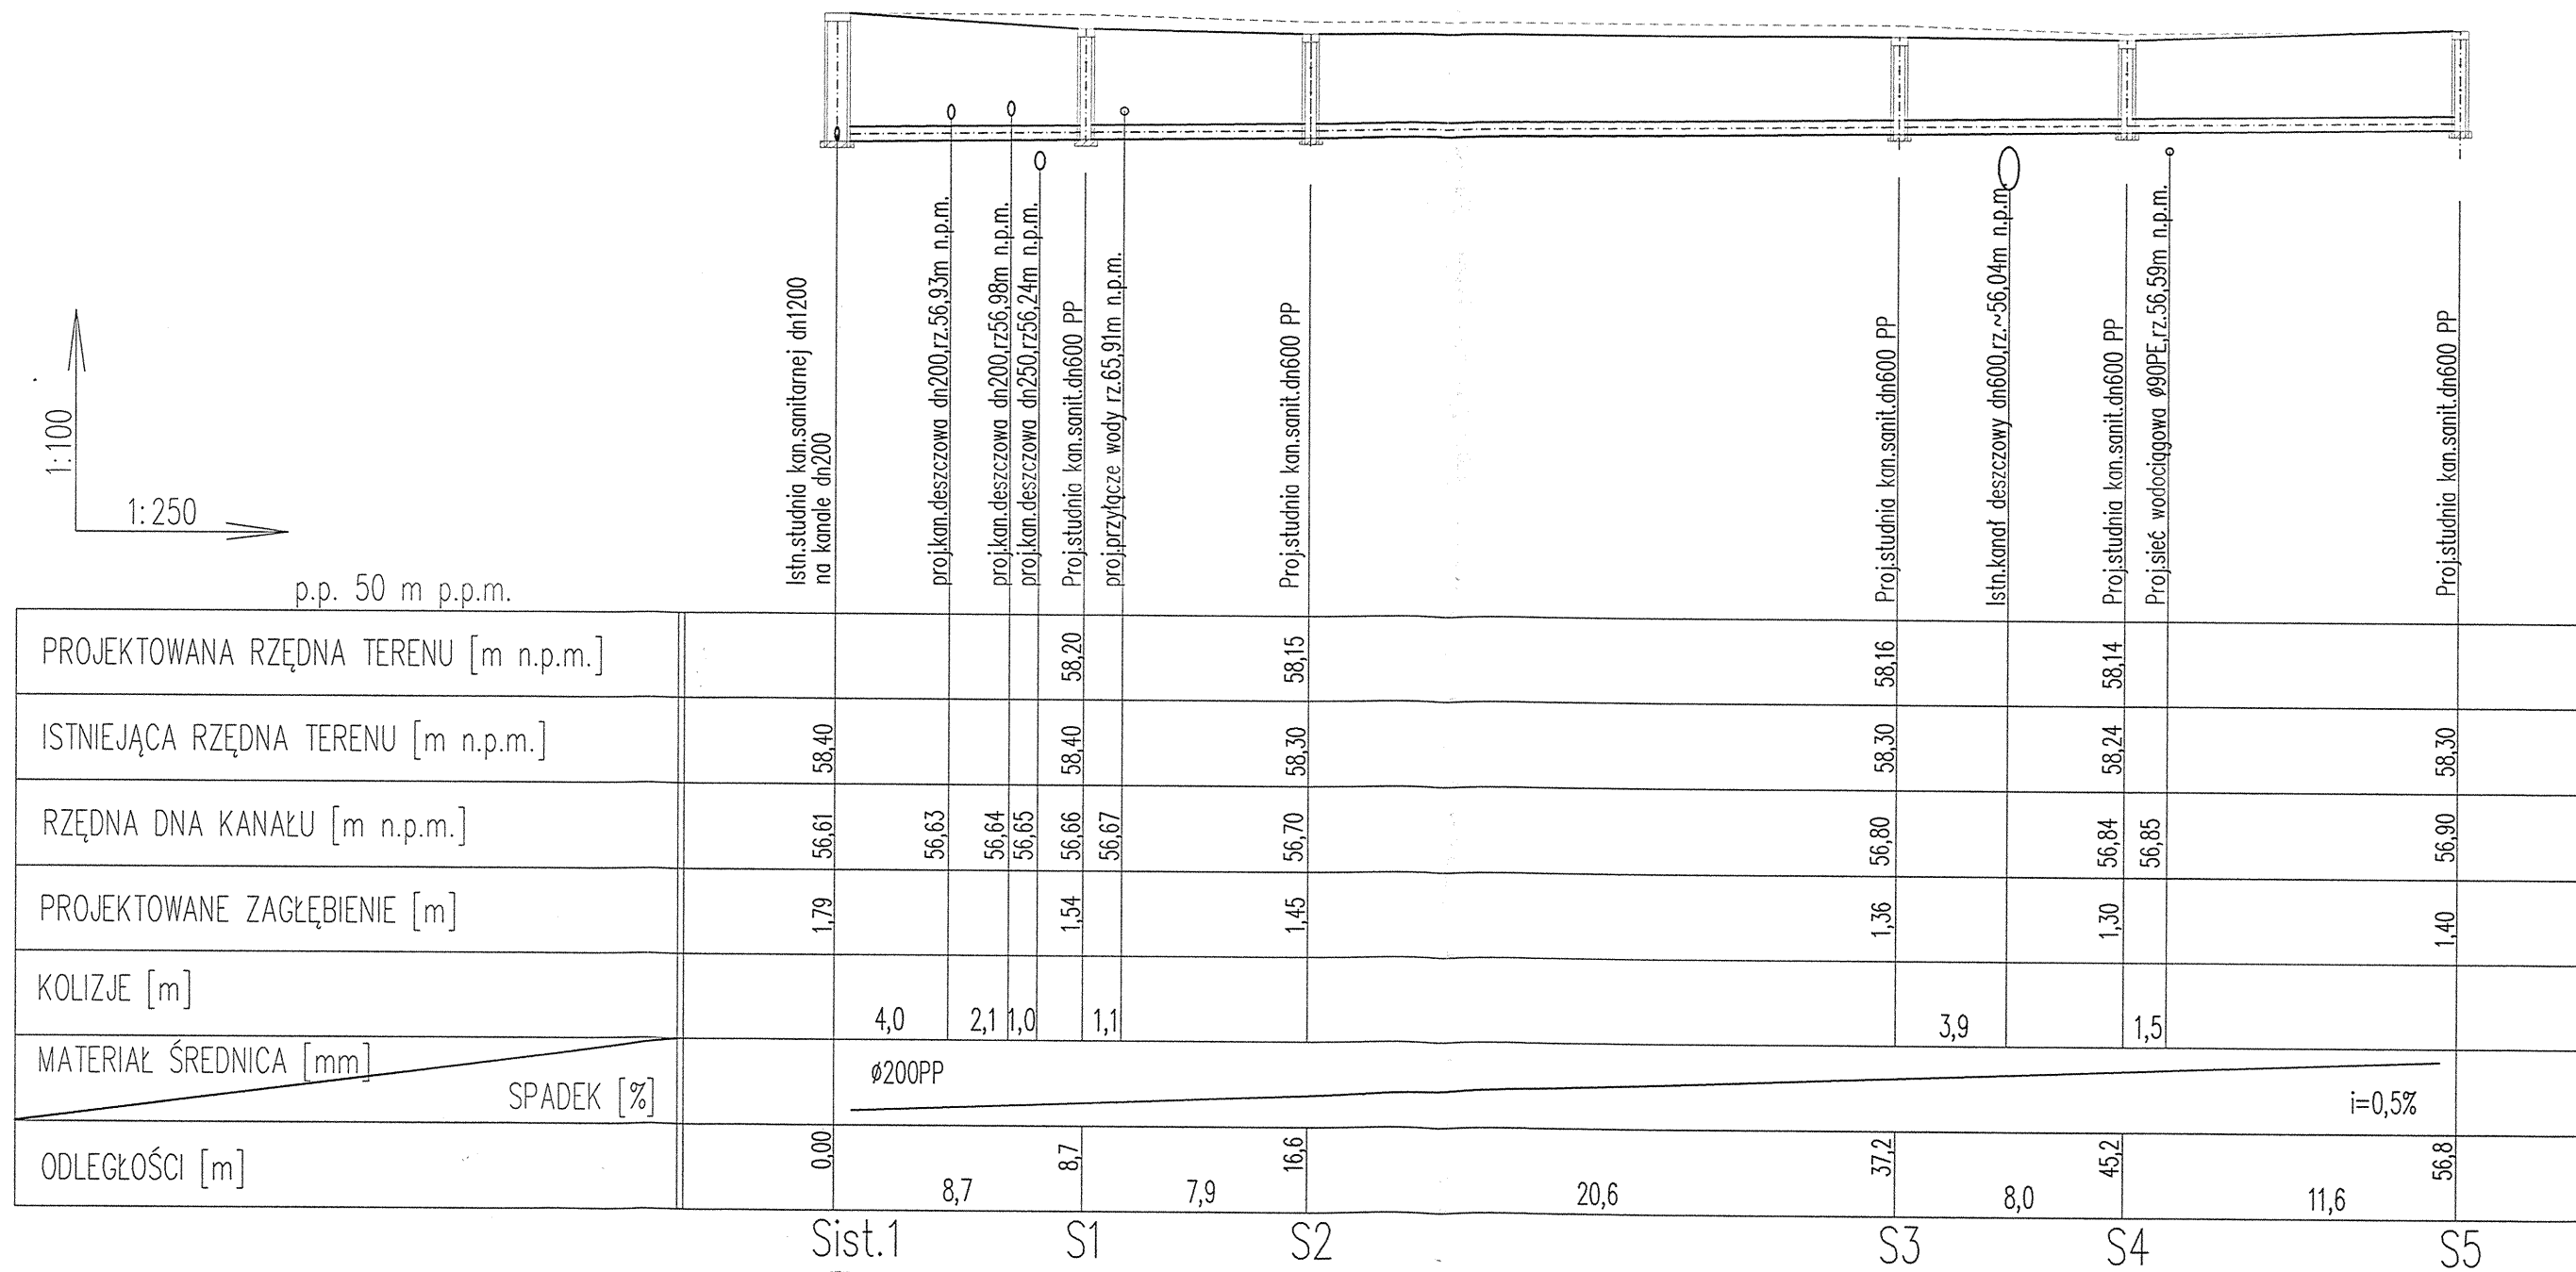 Istn.studnia kan.sanitarnej dn1200
na kanale dn200
proj.kan.deszczowa dn200,rz.56,93m n.p.m.
proj.kan.deszczowa dn200,rz56,98m n.p.m.
proj.kan.deszczowa dn250,rz56,24m n.p.m.
Proj.studnia kan.sanit.dn600 PP
proj.przyłącze wody rz.65,91m n.p.m.
Proj.studnia kan.sanit.dn600 PP
Proj.studnia kan.sanit.dn600 PP
Istn.kanał deszczowy dn600,rz.~56,04m n.p.m.
Proj.studnia kan.sanit.dn600 PP
Proj.sieć wodociągowa ø90PE,rz.56,59m n.p.m.
Proj.studnia kan.sanit.dn600 PP
1:100
1:250
p.p. 50 m p.p.m.
PROJEKTOWANA RZĘDNA TERENU [m n.p.m.] 58,20 58,15 58,16 58,14
ISTNIEJĄCA RZĘDNA TERENU [m n.p.m.] 58,40 58,40 58,30 58,30 58,24 58,30
RZĘDNA DNA KANAŁU [m n.p.m.] 56,61 56,63 56,64 56,65 56,66 56,67 56,70 56,80 56,84 56,85 56,90
PROJEKTOWANE ZAGŁĘBIENIE [m] 1,79 1,54 1,45 1,36 1,30 1,40
KOLIZJE [m] 4,0 2,1 1,0 1,1 3,9 1,5
MATERIAŁ ŚREDNICA [mm] ø200PP
SPADEK [%] i=0,5%
ODLEGŁOŚCI [m] 0,00 8,7 16,6 37,2 45,2 56,8
8,7 7,9 20,6 8,0 11,6
Sist.1 S1 S2 S3 S4 S5